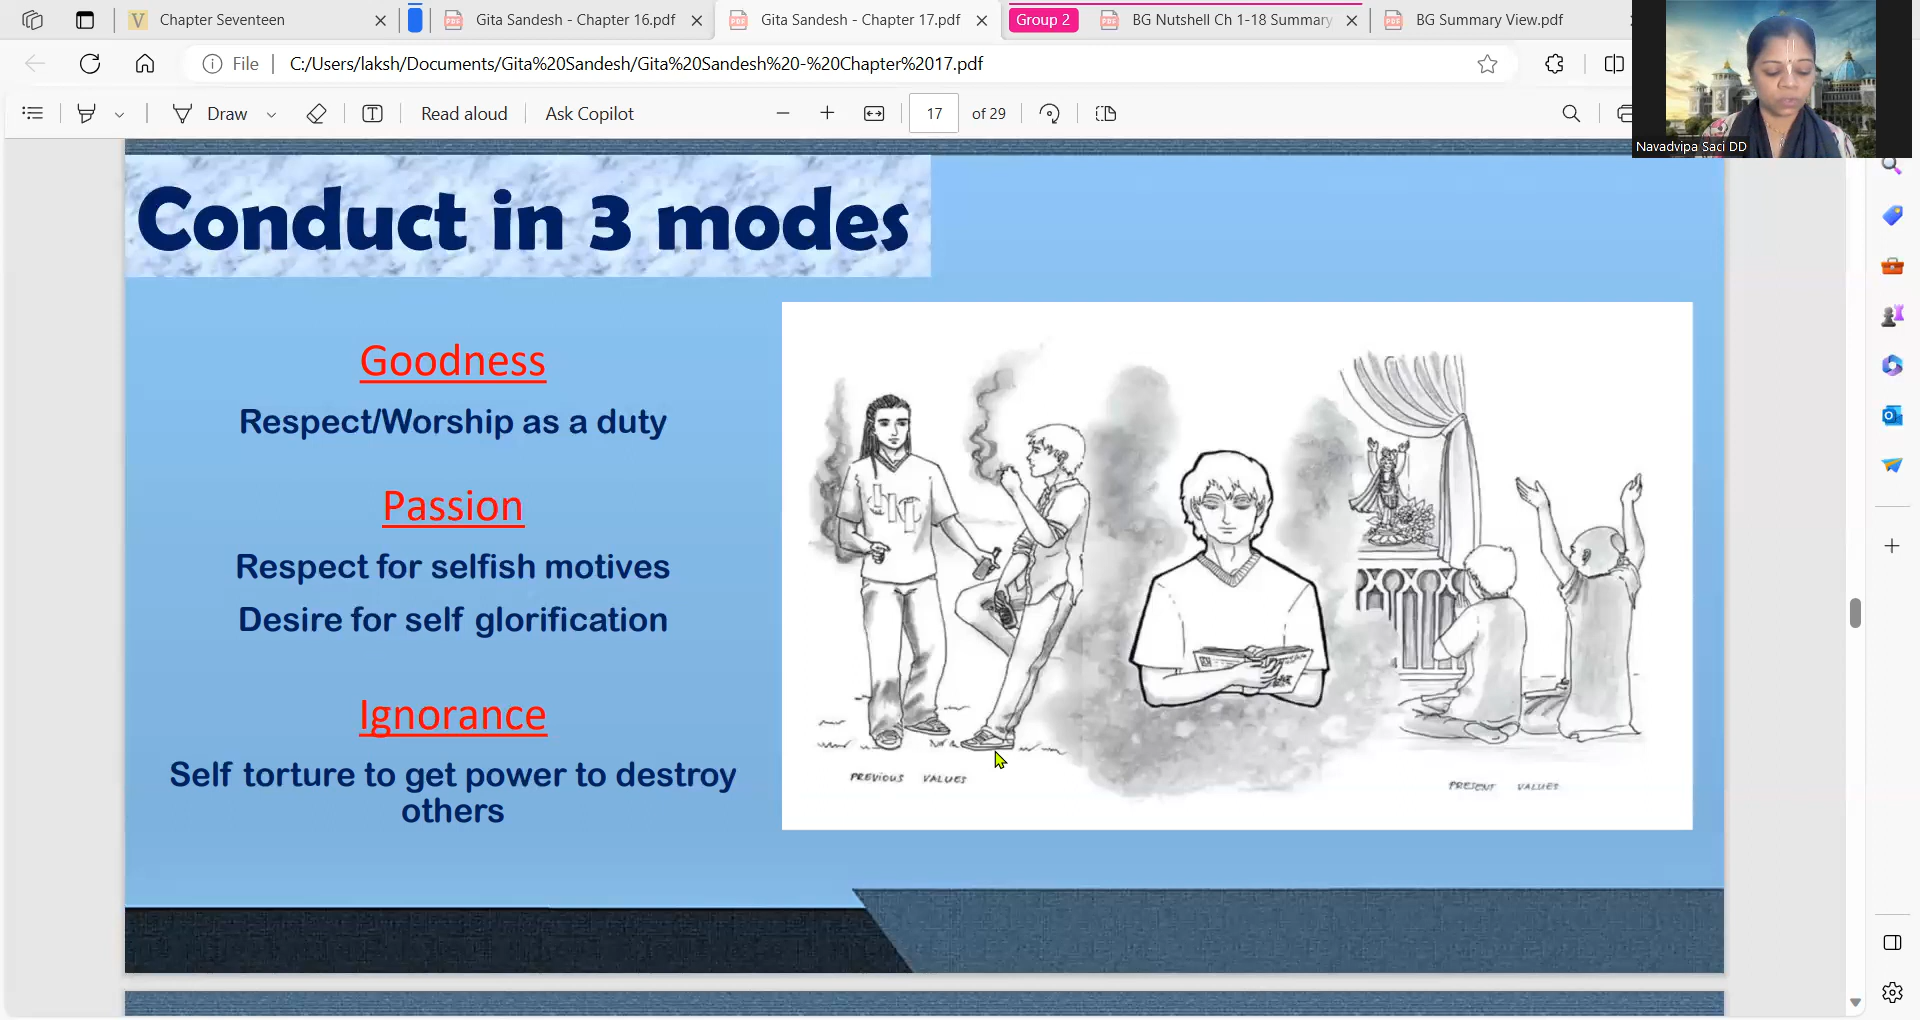 Chapter Seventeen
Gita Sandesh - Chapter 16.pdf
Gita Sandesh - Chapter 17.pdf
Group 2
BG Nutshell Ch 1-18 Summary
BG Summary View.pdf
File
C:/Users/laksh/Documents/Gita%20Sandesh/Gita%20Sandesh%20-%20Chapter%2017.pdf
Draw
Read aloud
Ask Copilot
17 of 29
Navadvipa Saci DD
Conduct in 3 modes
Goodness
Respect/Worship as a duty
Passion
Respect for selfish motives
Desire for self glorification
Ignorance
Self torture to get power to destroy
others
PREVIOUS VALUES
PRESENT VALUES